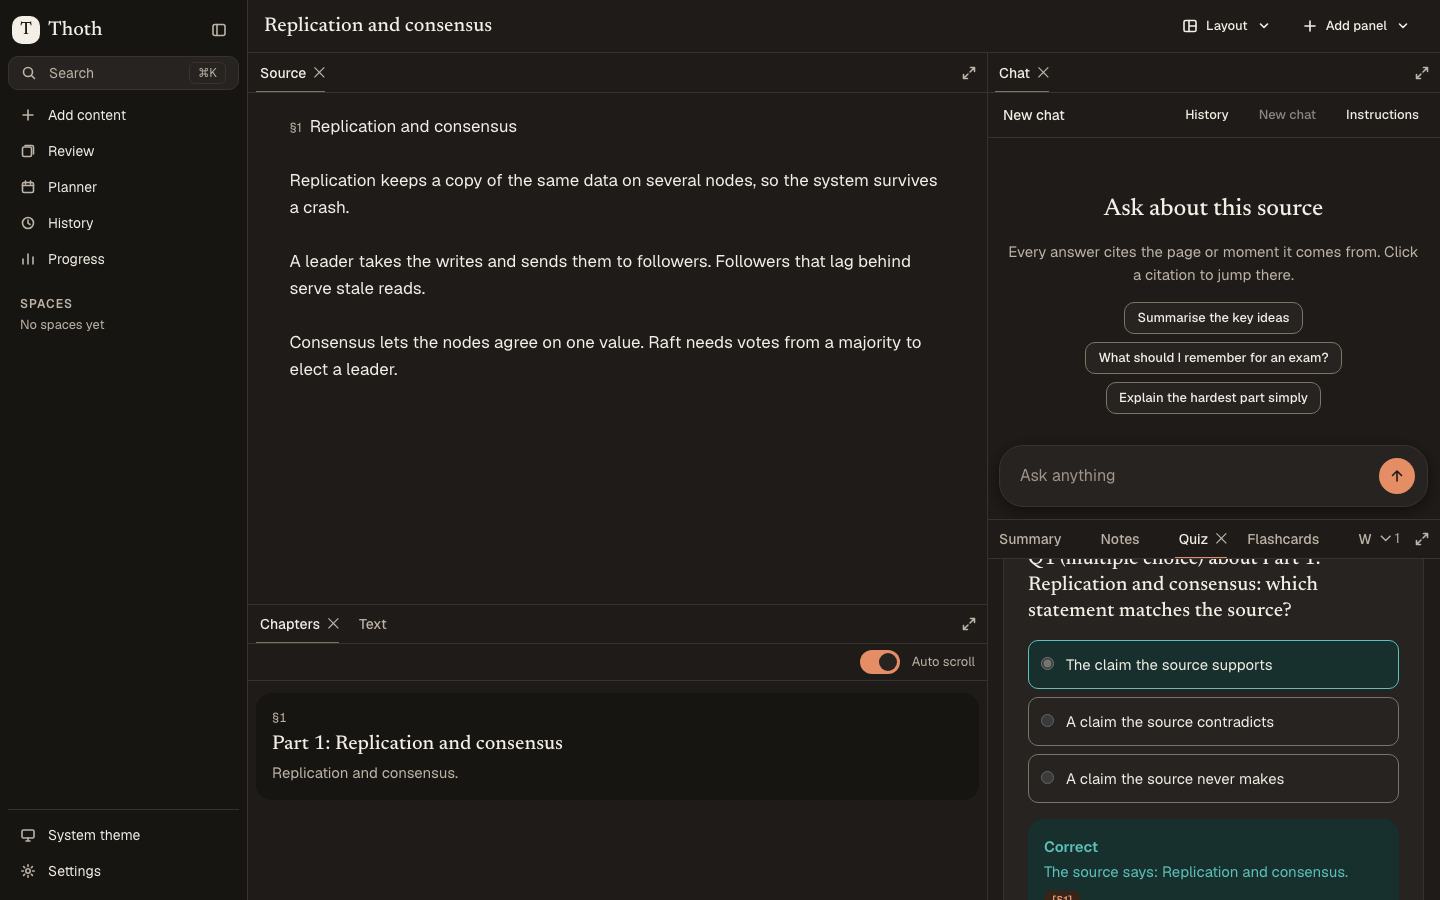 T Thoth
Search ⌘K
Add content
Review
Planner
History
Progress
SPACES
No spaces yet
System theme
Settings
Replication and consensus
Layout
Add panel
Source
§1 Replication and consensus
Replication keeps a copy of the same data on several nodes, so the system survives
a crash.
A leader takes the writes and sends them to followers. Followers that lag behind
serve stale reads.
Consensus lets the nodes agree on one value. Raft needs votes from a majority to
elect a leader.
Chapters Text
Auto scroll
§1
Part 1: Replication and consensus
Replication and consensus.
Chat
New chat History New chat Instructions
Ask about this source
Every answer cites the page or moment it comes from. Click
a citation to jump there.
Summarise the key ideas
What should I remember for an exam?
Explain the hardest part simply
Ask anything
Summary Notes Quiz Flashcards W 1
Q1 (multiple choice) about Part 1:
Replication and consensus: which
statement matches the source?
The claim the source supports
A claim the source contradicts
A claim the source never makes
Correct
The source says: Replication and consensus.
[§1]